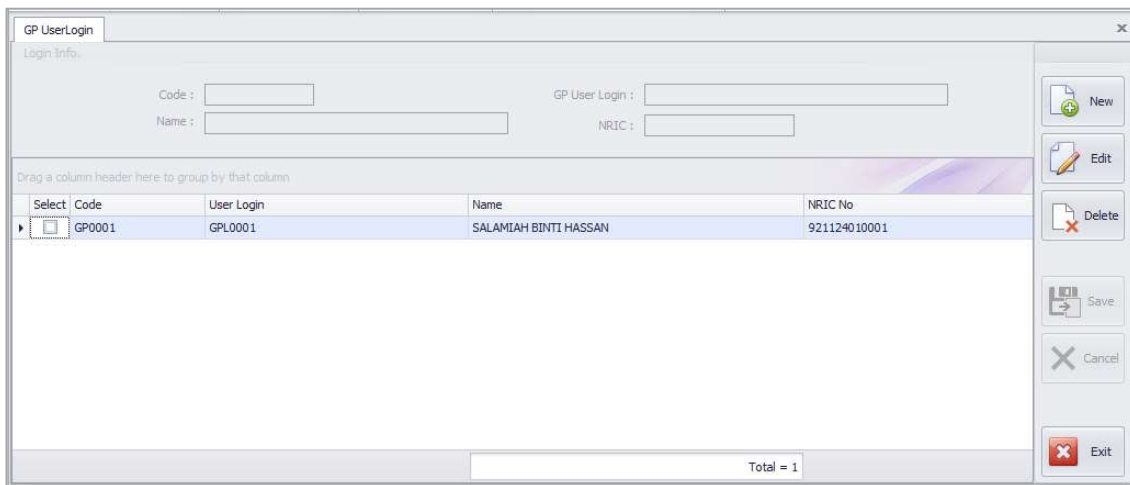 GP UserLogin
Login Info.
Code :
GP User Login :
Name :
NRIC :
New
Edit
Delete
Save
Cancel
Exit
Drag a column header here to group by that column
Select Code User Login Name NRIC No
GP0001 GPL0001 SALAMIAH BINTI HASSAN 921124010001
Total = 1